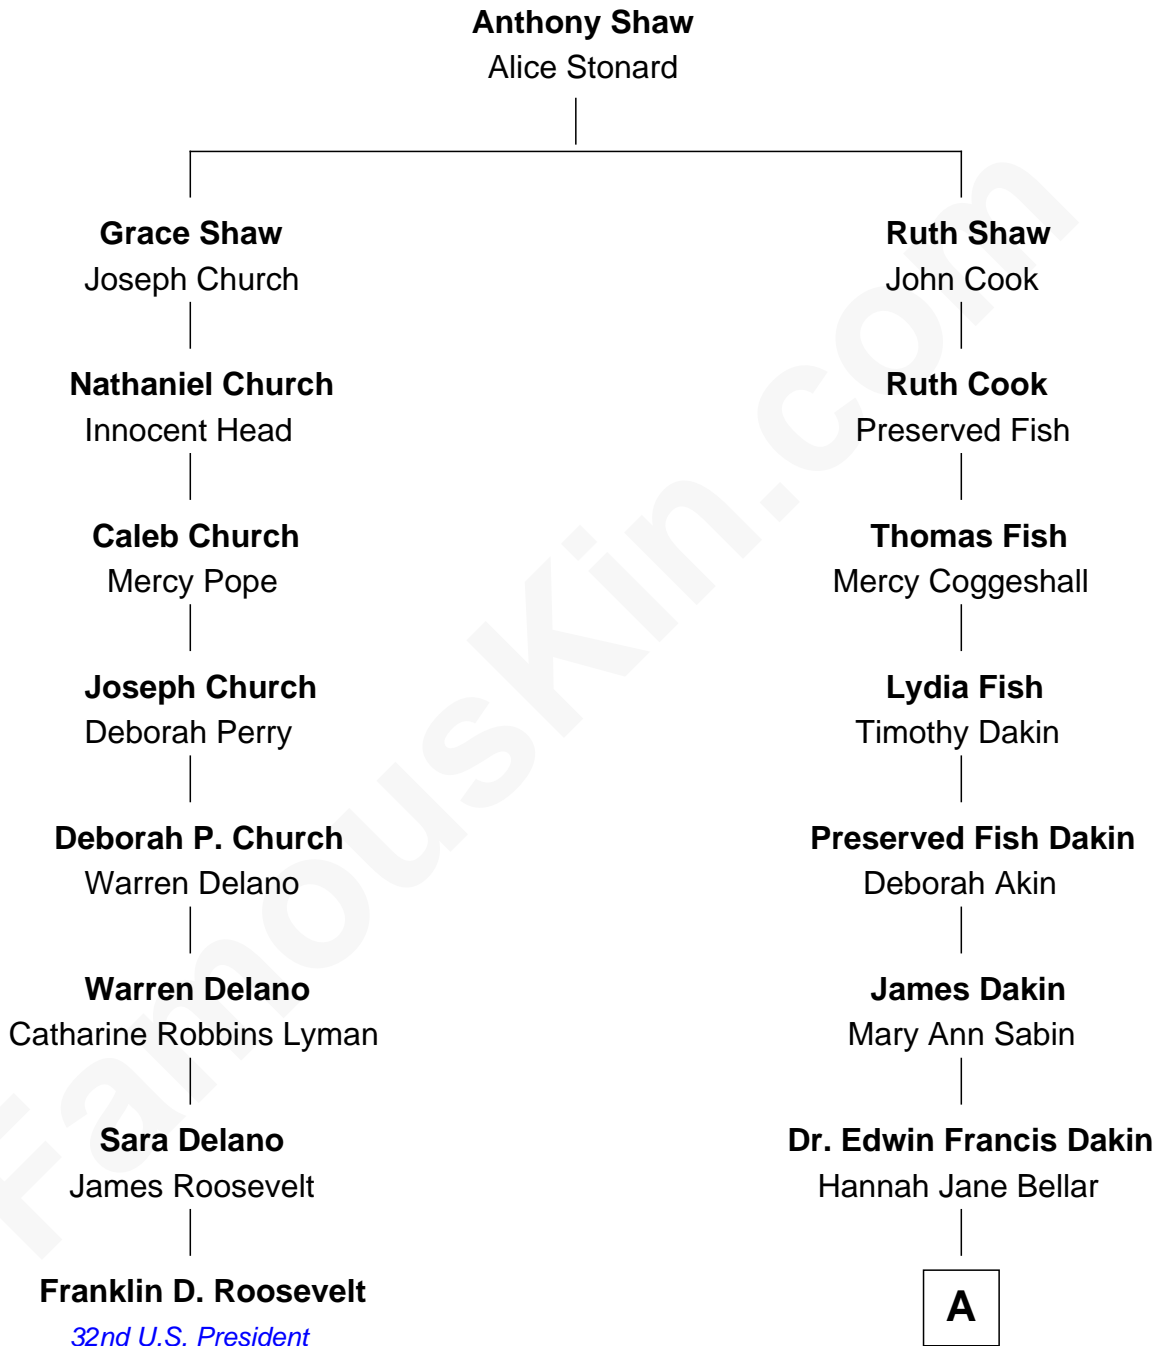 Anthony Shaw
Alice Stonard
Grace Shaw
Joseph Church
Nathaniel Church
Innocent Head
Caleb Church
Mercy Pope
Joseph Church
Deborah Perry
Deborah P. Church
Warren Delano
Warren Delano
Catharine Robbins Lyman
Sara Delano
James Roosevelt
Franklin D. Roosevelt
32nd U.S. President
Ruth Shaw
John Cook
Ruth Cook
Preserved Fish
Thomas Fish
Mercy Coggeshall
Lydia Fish
Timothy Dakin
Preserved Fish Dakin
Deborah Akin
James Dakin
Mary Ann Sabin
Dr. Edwin Francis Dakin
Hannah Jane Bellar
A
FamousKin.com